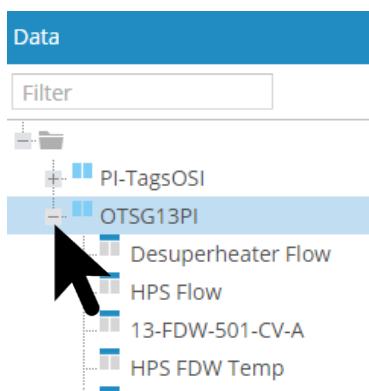 Data
Filter
PI-TagsOSI
OTSG13PI
Desuperheater Flow
HPS Flow
13-FDW-501-CV-A
HPS FDW Temp